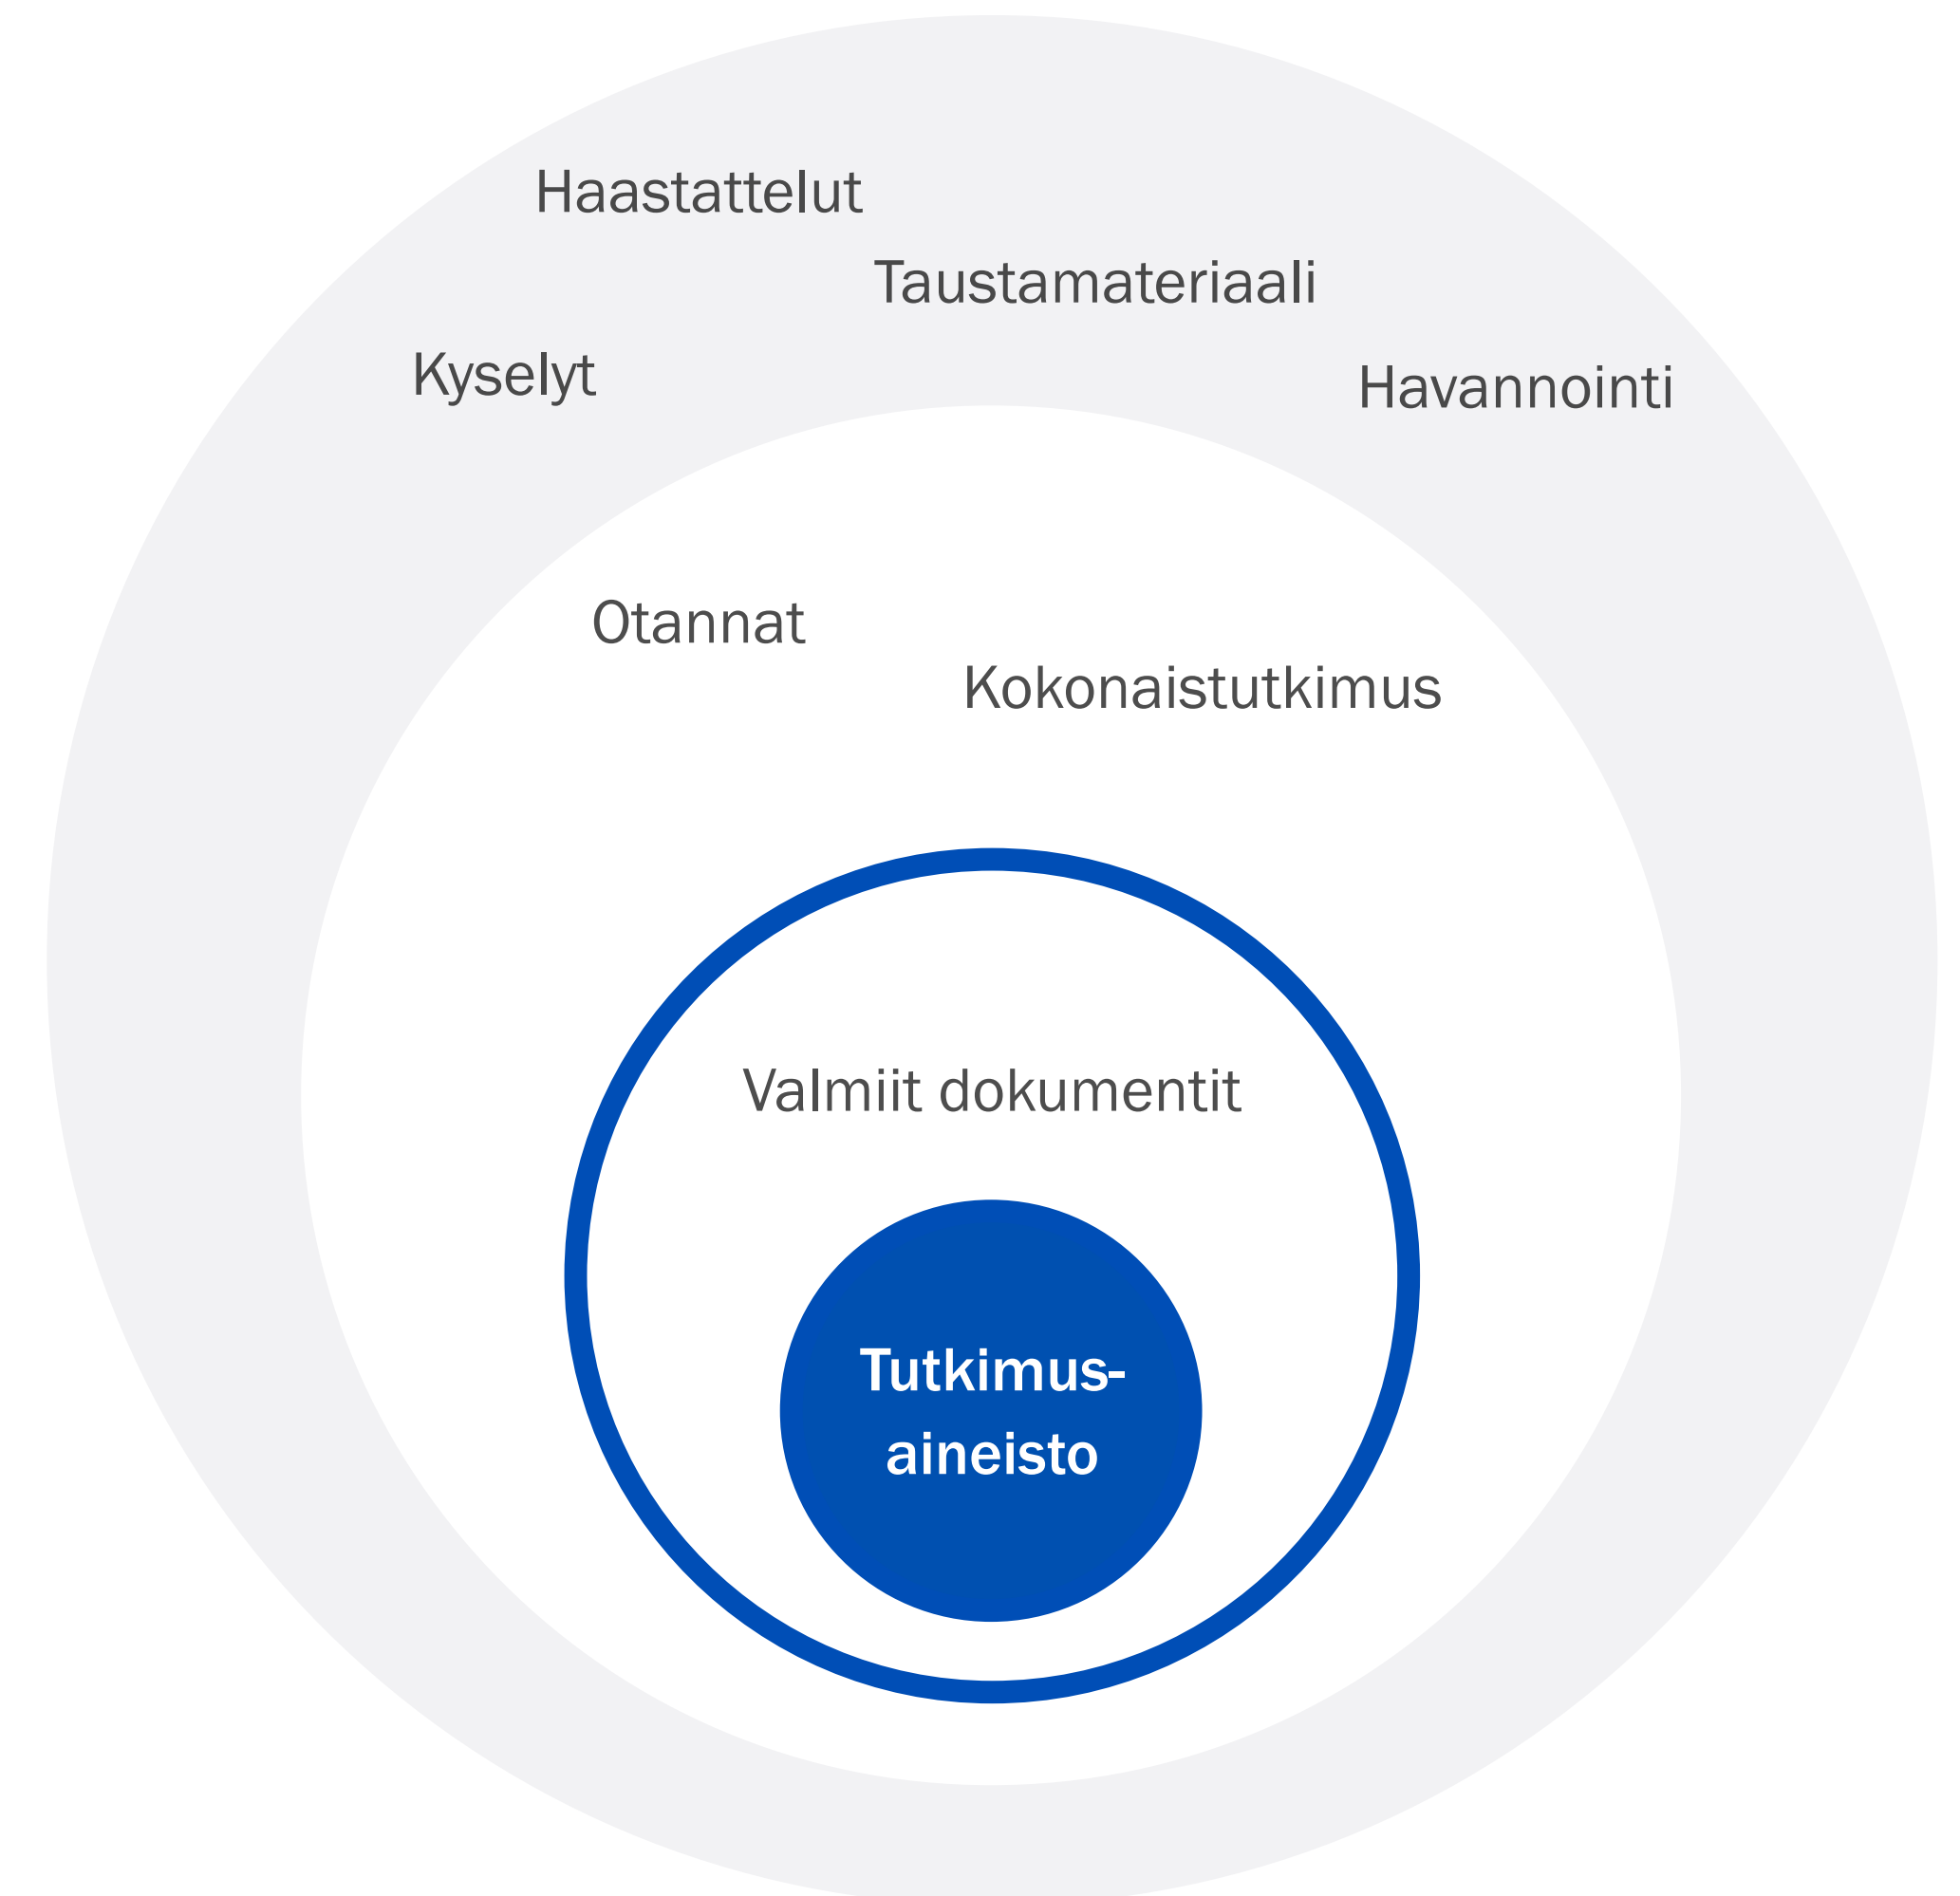 Haastattelut
Taustamateriaali
Kyselyt
Havannointi
Otannat
Kokonaistutkimus
Valmiit dokumentit
Tutkimus-
aineisto